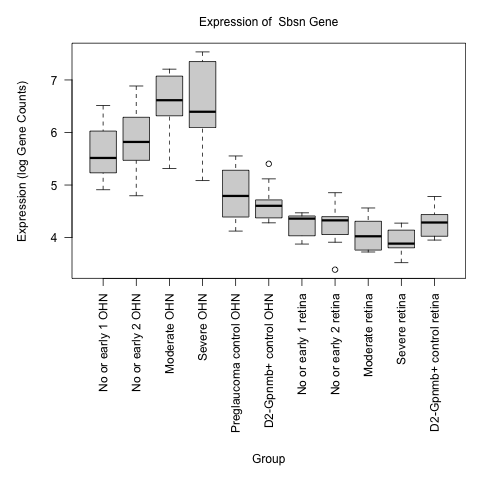 Expression of  Sbsn Gene
Expression (log Gene Counts)
7
6
5
4
No or early 1 OHN
No or early 2 OHN
Moderate OHN
Severe OHN
Preglaucoma control OHN
D2-Gpnmb+ control OHN
No or early 1 retina
No or early 2 retina
Moderate retina
Severe retina
D2-Gpnmb+ control retina
Group